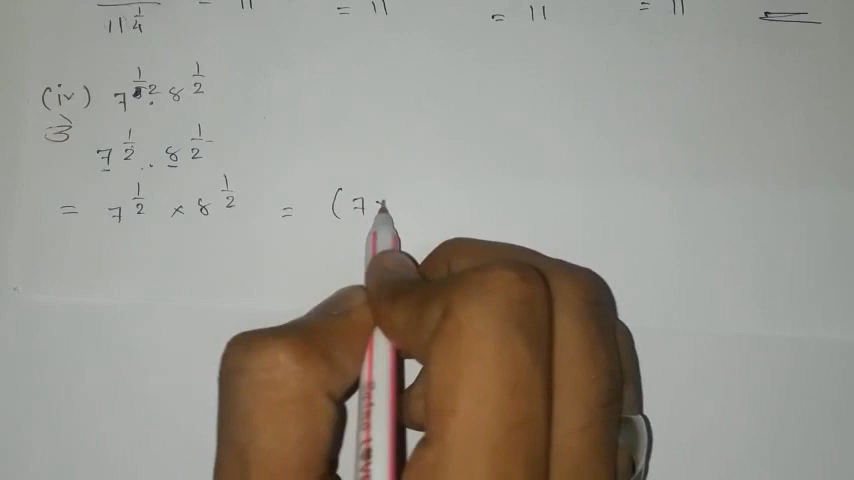 11^{1/4} = 11 = 11 = 11 = 11
(iv) 7^{1/2} . 8^{1/2}
7^{1/2} . . 8^{1/2}
= 7^{1/2} × 8^{1/2} = (7 ×